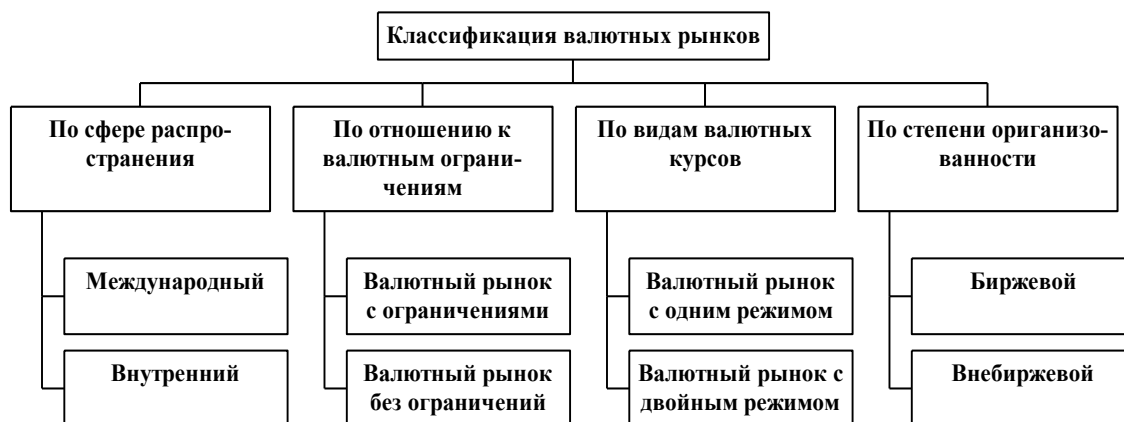 Классификация валютных рынков
По сфере распро-
странения
По отношению к
валютным ограни-
чениям
По видам валютных
курсов
По степени ориганизо-
ванности
Международный
Валютный рынок
с ограничениями
Валютный рынок
с одним режимом
Биржевой
Внутренний
Валютный рынок
без ограничений
Валютный рынок с
двойным режимом
Внебиржевой